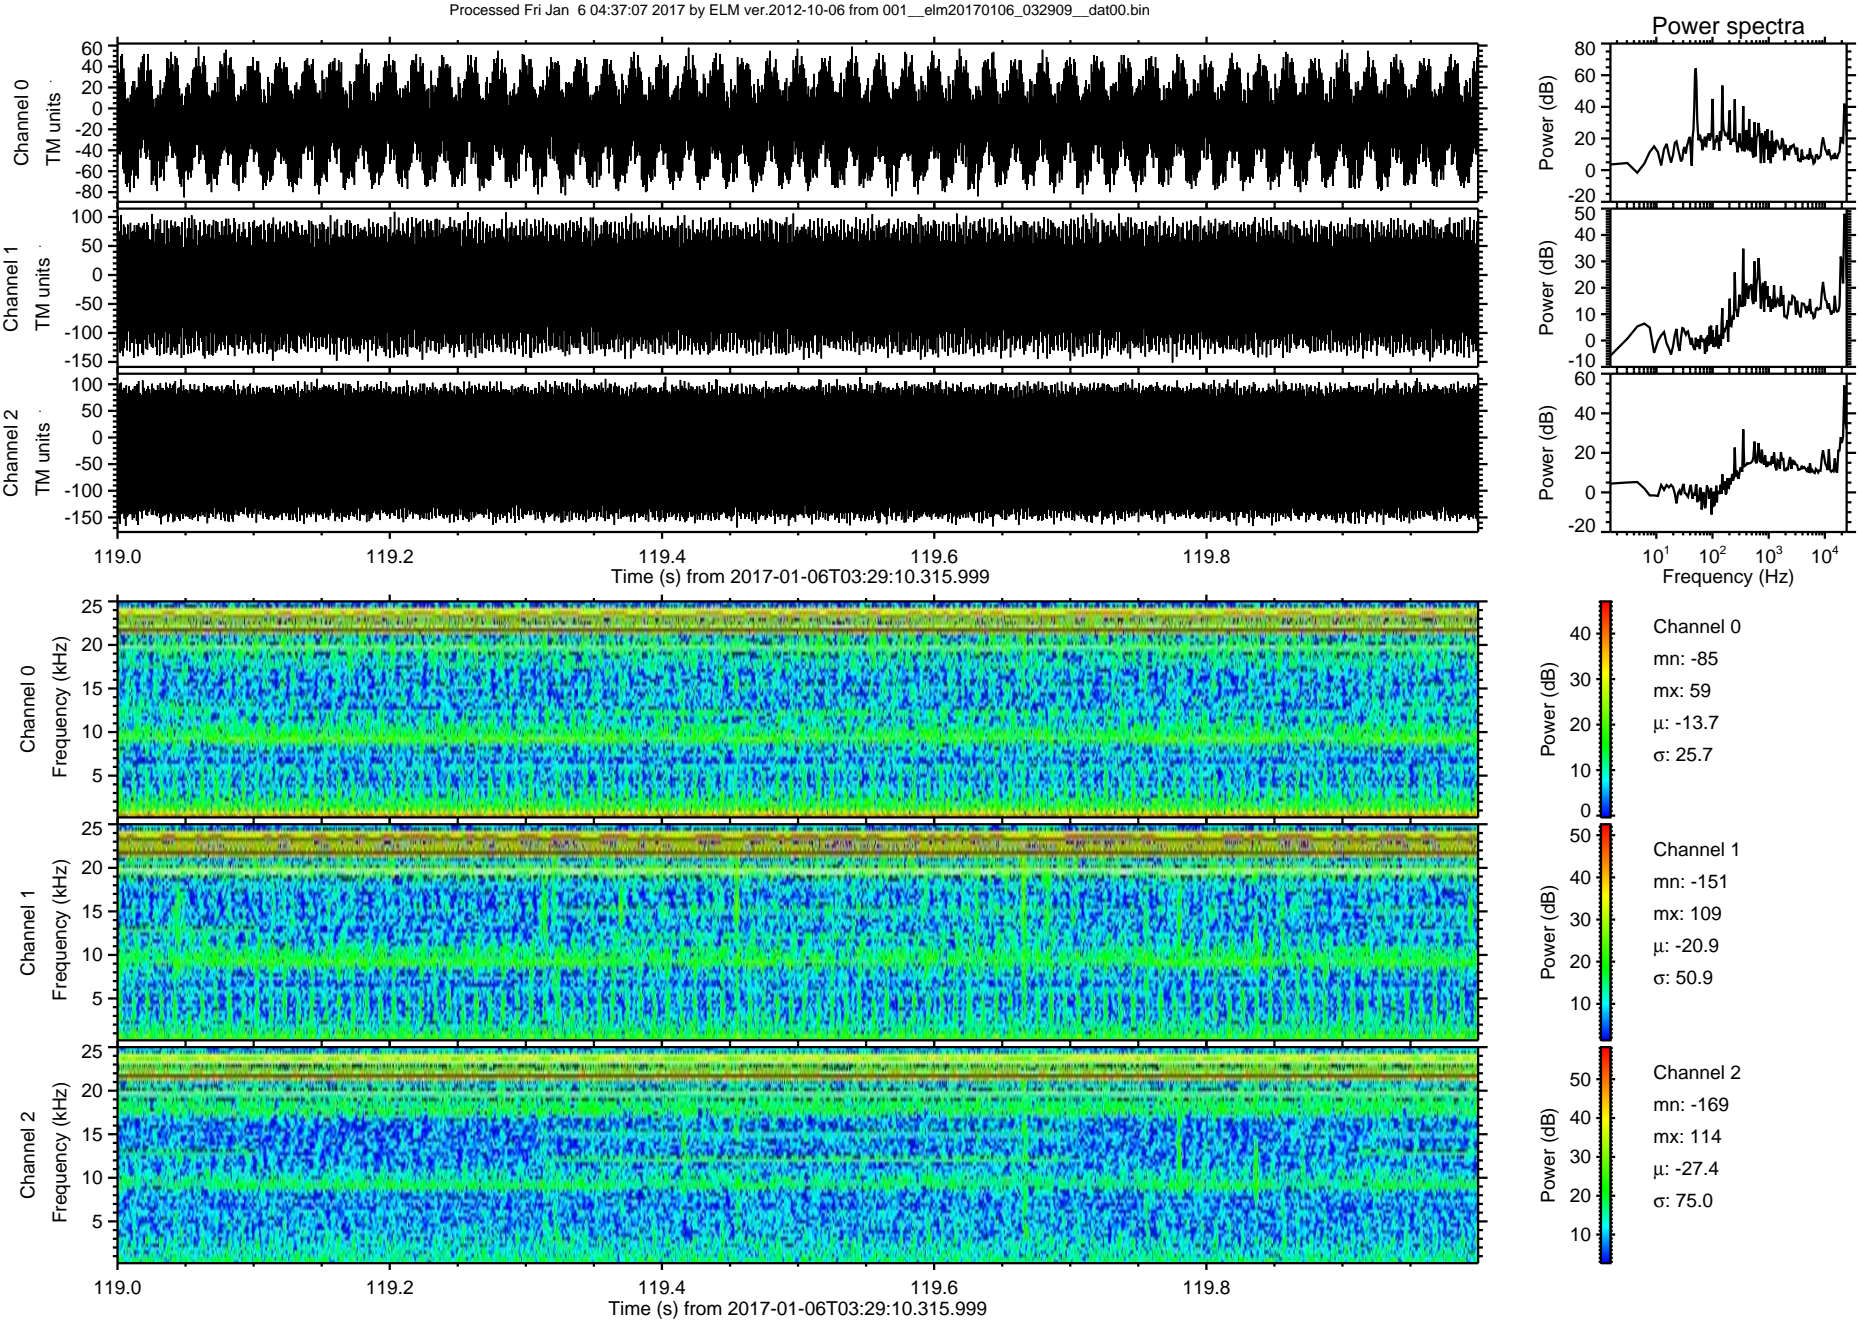 Processed Fri Jan 6 04:37:07 2017 by ELM ver.2012-10-06 from 001__elm20170106_032909__dat00.bin
Power spectra
Channel 0
TM units
60
40
20
0
-20
-40
-60
-80
Power (dB)
80
60
40
20
0
-20
Channel 1
TM units
100
50
0
-50
-100
-150
Power (dB)
50
40
30
20
10
0
-10
Channel 2
TM units
100
50
0
-50
-100
-150
Power (dB)
60
40
20
0
-20
119.0 119.2 119.4 119.6 119.8
Time (s) from 2017-01-06T03:29:10.315.999
10^1 10^2 10^3 10^4
Frequency (Hz)
Channel 0
Frequency (kHz)
25
20
15
10
5
Power (dB)
40
30
20
10
0
Channel 0
mn: -85
mx: 59
μ: -13.7
σ: 25.7
Channel 1
Frequency (kHz)
25
20
15
10
5
Power (dB)
50
40
30
20
10
Channel 1
mn: -151
mx: 109
μ: -20.9
σ: 50.9
Channel 2
Frequency (kHz)
25
20
15
10
5
Power (dB)
50
40
30
20
10
Channel 2
mn: -169
mx: 114
μ: -27.4
σ: 75.0
119.0 119.2 119.4 119.6 119.8
Time (s) from 2017-01-06T03:29:10.315.999